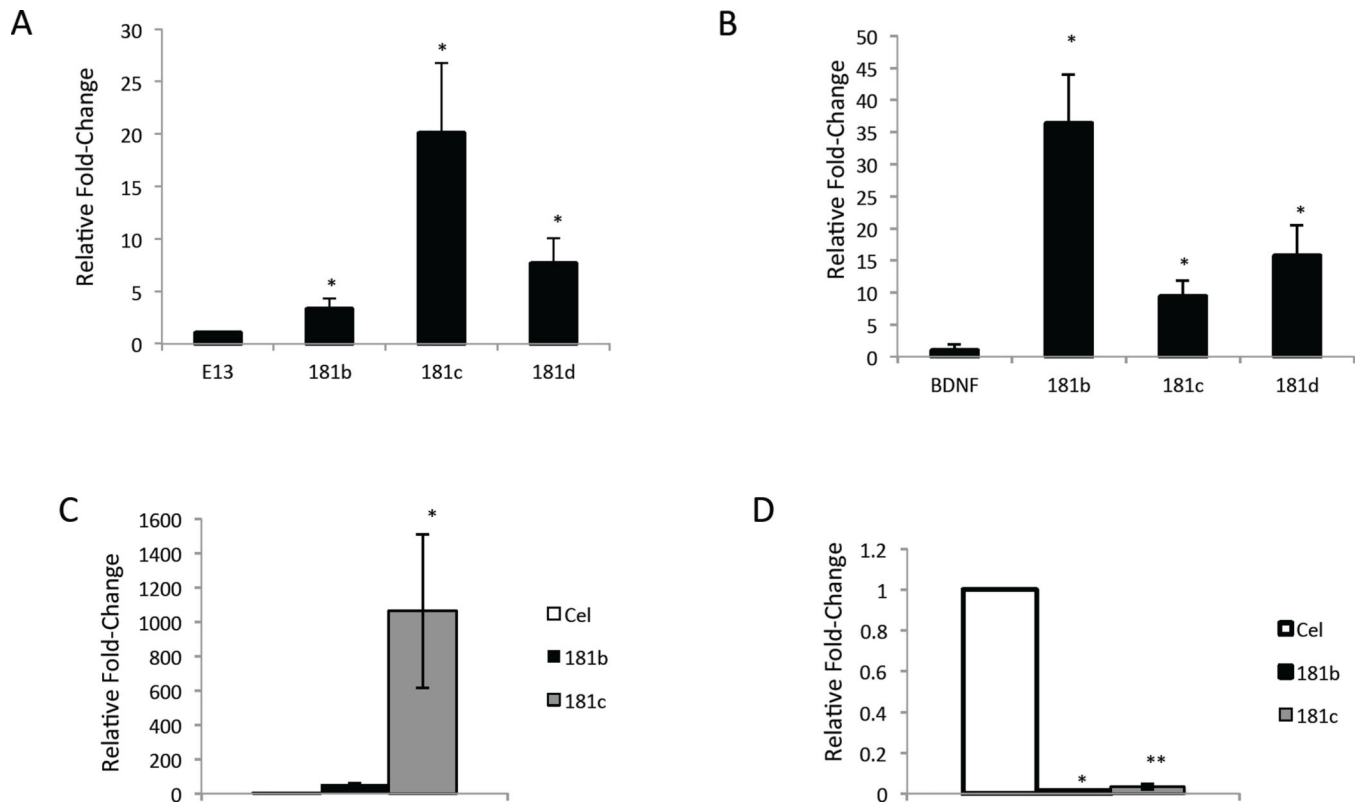 A
Relative Fold-Change
30
25
20
15
10
5
0
*
*
*
E13
181b
181c
181d
B
Relative Fold-Change
50
45
40
35
30
25
20
15
10
5
0
*
*
*
BDNF
181b
181c
181d
C
Relative Fold-Change
1600
1400
1200
1000
800
600
400
200
0
*
Cel
181b
181c
D
Relative Fold-Change
1.2
1
0.8
0.6
0.4
0.2
0
*
**
Cel
181b
181c